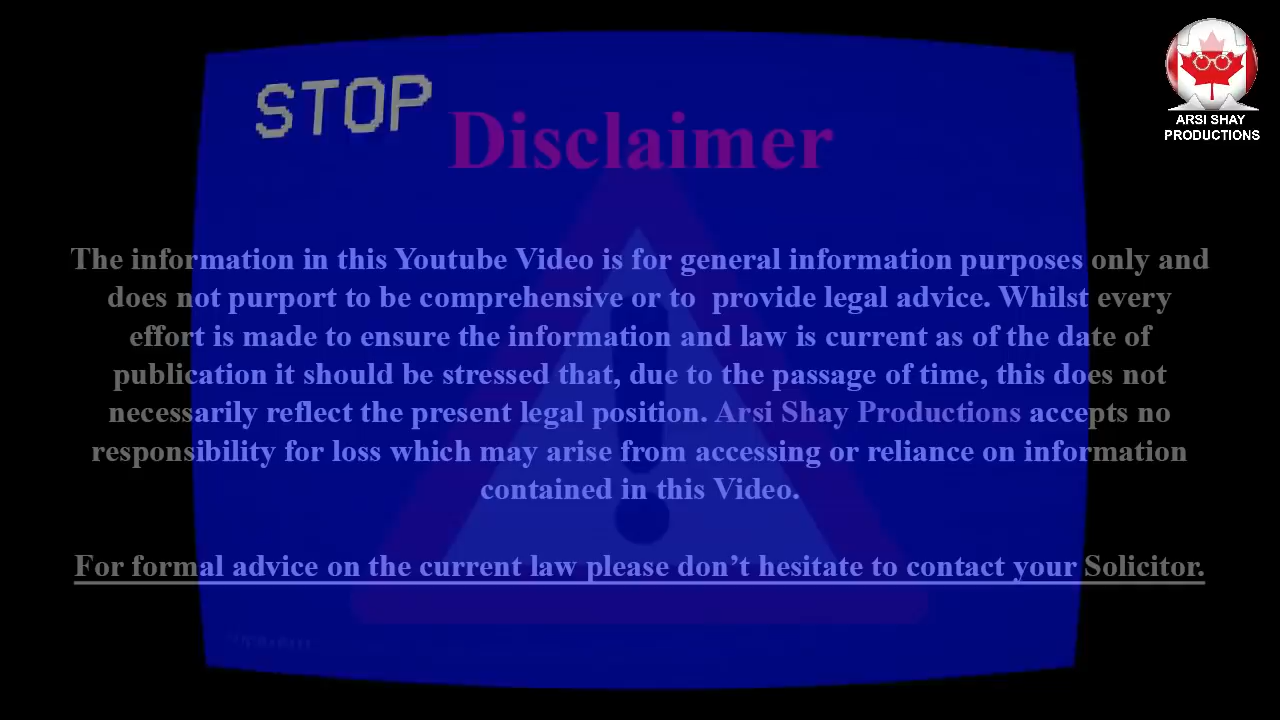 STOP
Disclaimer
ARSI SHAY
PRODUCTIONS
The information in this Youtube Video is for general information purposes only and
does not purport to be comprehensive or to  provide legal advice. Whilst every
effort is made to ensure the information and law is current as of the date of
publication it should be stressed that, due to the passage of time, this does not
necessarily reflect the present legal position. Arsi Shay Productions accepts no
responsibility for loss which may arise from accessing or reliance on information
contained in this Video.
For formal advice on the current law please don’t hesitate to contact your Solicitor.